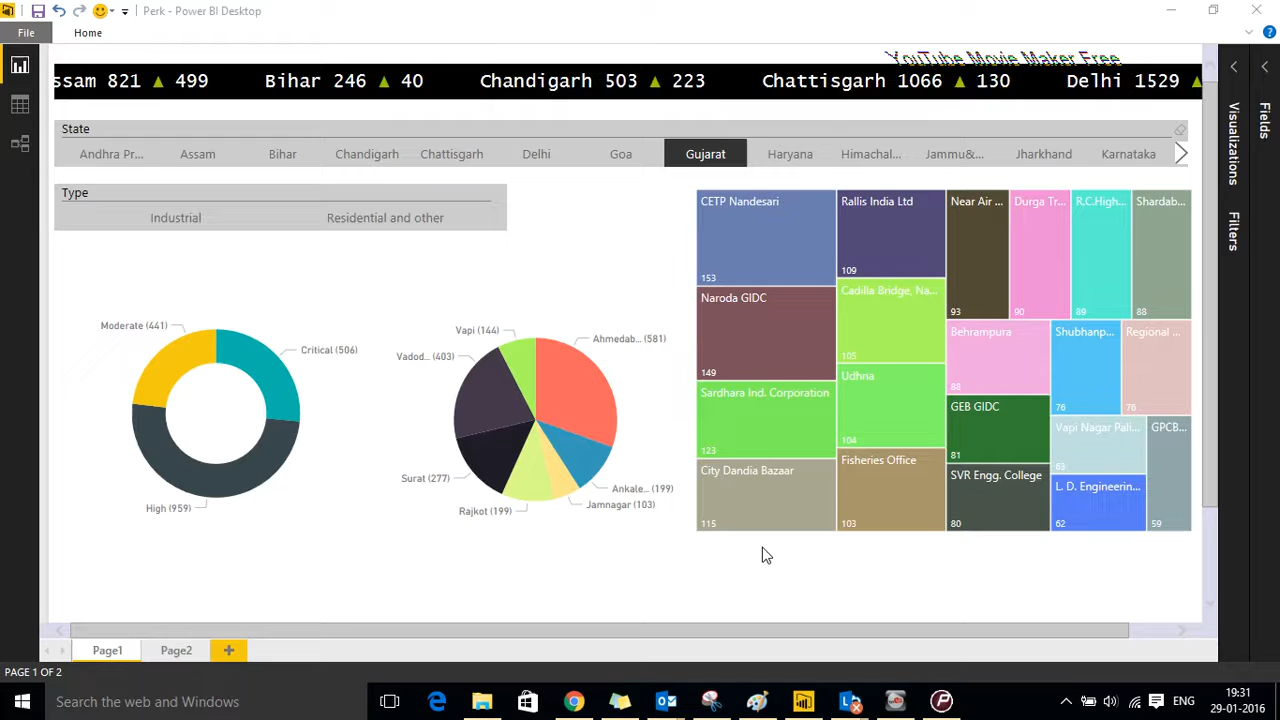 Perk - Power BI Desktop
File
Home
YouTube Movie Maker Free
ssam 821 ▲ 499 Bihar 246 ▲ 40 Chandigarh 503 ▲ 223 Chattisgarh 1066 ▲ 130 Delhi 1529 ▲
State
Andhra Pr... Assam Bihar Chandigarh Chattisgarh Delhi Goa Gujarat Haryana Himachal... Jammu&... Jharkhand Karnataka
Type
Industrial Residential and other
Moderate (441)
Critical (506)
High (959)
Vapi (144)
Ahmedab... (581)
Vadod... (403)
Surat (277)
Ankale... (199)
Jamnagar (103)
Rajkot (199)
CETP Nandesari
153
Naroda GIDC
149
Sardhara Ind. Corporation
123
City Dandia Bazaar
115
Rallis India Ltd
109
Cadilla Bridge, Na...
105
Udhna
104
Fisheries Office
103
Near Air ...
93
Durga Tr...
90
R.C.High...
89
Shardab...
88
Behrampura
88
Shubhanp...
76
Regional ...
76
GEB GIDC
81
SVR Engg. College
80
Vapi Nagar Pali...
63
L. D. Engineerin...
62
GPCB...
59
Visualizations
Filters
Fields
Page1
Page2
PAGE 1 OF 2
Search the web and Windows
ENG
19:31
29-01-2016